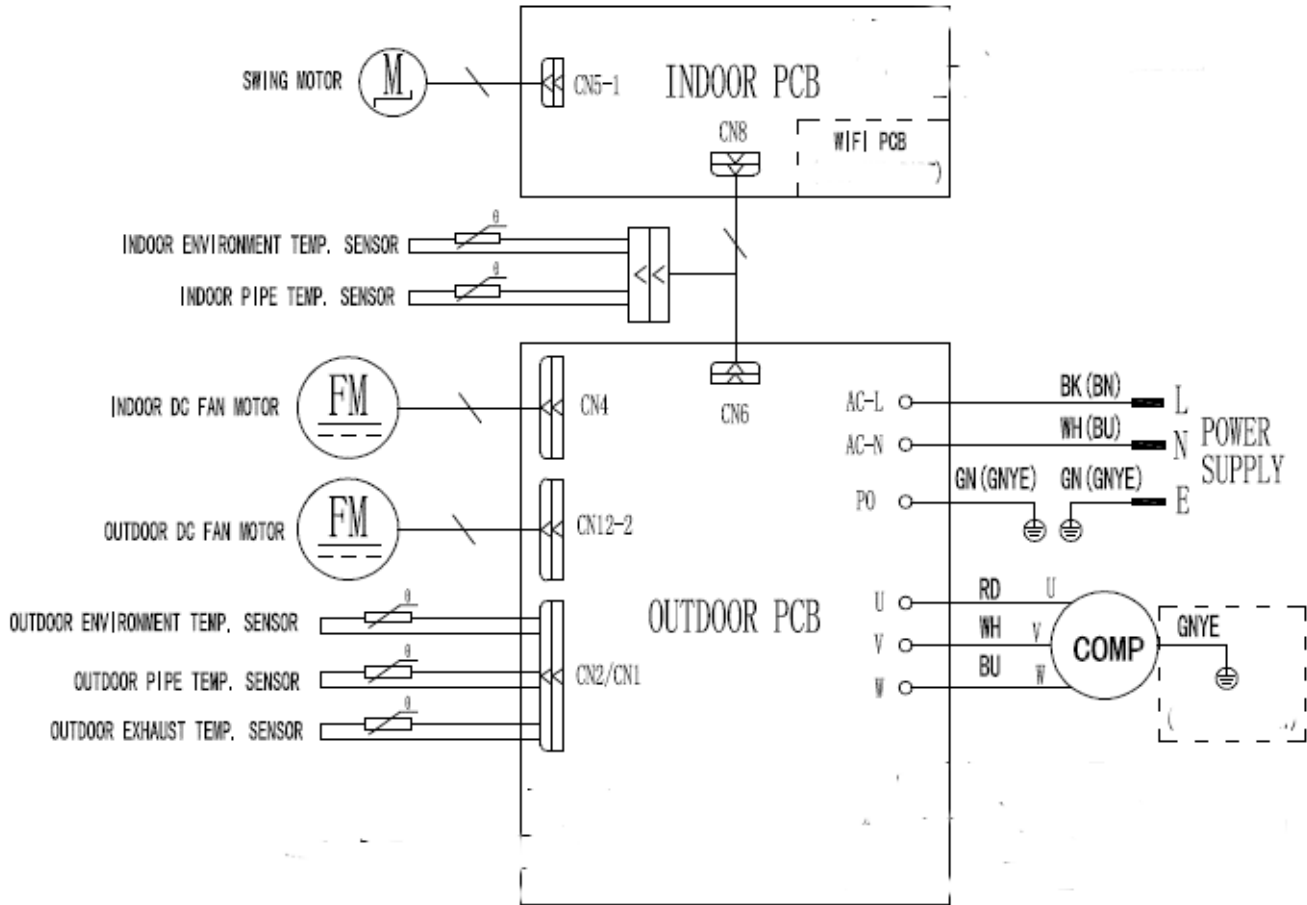 SWING MOTOR
M
CN5-1
INDOOR PCB
CN8
WIFI PCB
)
INDOOR ENVIRONMENT TEMP. SENSOR
θ
INDOOR PIPE TEMP. SENSOR
θ
INDOOR DC FAN MOTOR
FM
CN4
CN6
OUTDOOR DC FAN MOTOR
FM
CN12-2
OUTDOOR ENVIRONMENT TEMP. SENSOR
θ
OUTDOOR PIPE TEMP. SENSOR
θ
OUTDOOR EXHAUST TEMP. SENSOR
θ
CN2/CN1
OUTDOOR PCB
AC-L
BK(BN)
L
AC-N
WH(BU)
N
POWER
SUPPLY
PO
GN(GNYE)
GN(GNYE)
E
U
RD
U
V
WH
V
W
BU
W
COMP
GNYE